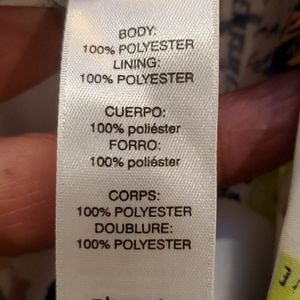 BODY:
100% POLYESTER
LINING:
100% POLYESTER
CUERPO:
100% poliéster
FORRO:
100% poliéster
CORPS:
100% POLYESTER
DOUBLURE:
100% POLYESTER